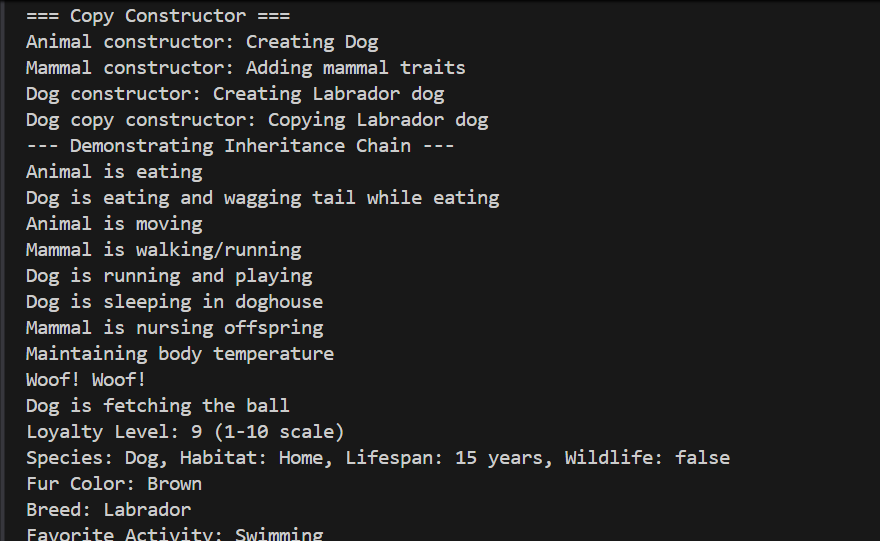 === Copy Constructor ===
Animal constructor: Creating Dog
Mammal constructor: Adding mammal traits
Dog constructor: Creating Labrador dog
Dog copy constructor: Copying Labrador dog
--- Demonstrating Inheritance Chain ---
Animal is eating
Dog is eating and wagging tail while eating
Animal is moving
Mammal is walking/running
Dog is running and playing
Dog is sleeping in doghouse
Mammal is nursing offspring
Maintaining body temperature
Woof! Woof!
Dog is fetching the ball
Loyalty Level: 9 (1-10 scale)
Species: Dog, Habitat: Home, Lifespan: 15 years, Wildlife: false
Fur Color: Brown
Breed: Labrador
Favorite Activity: Swimming